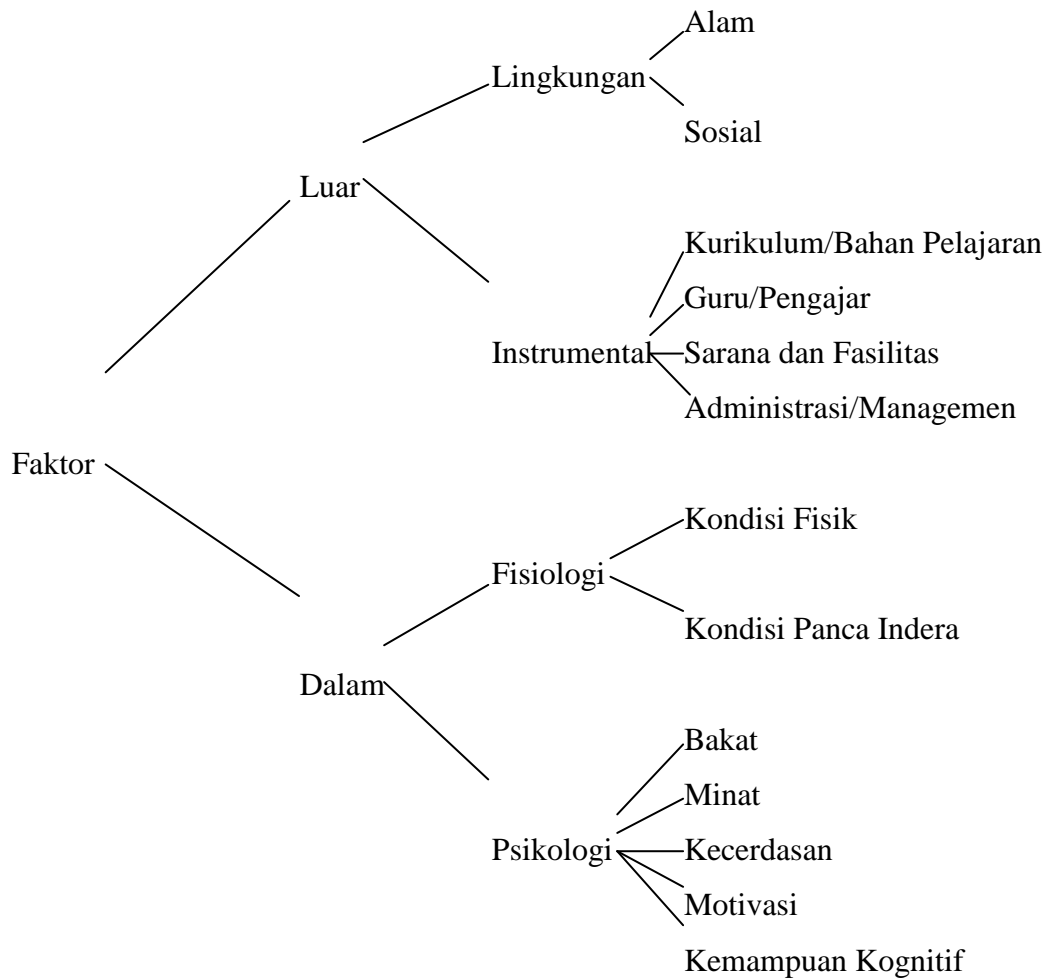 Alam
Lingkungan
Sosial
Luar
Kurikulum/Bahan Pelajaran
Guru/Pengajar
Instrumental
Sarana dan Fasilitas
Administrasi/Managemen
Faktor
Kondisi Fisik
Fisiologi
Kondisi Panca Indera
Dalam
Bakat
Minat
Psikologi
Kecerdasan
Motivasi
Kemampuan Kognitif